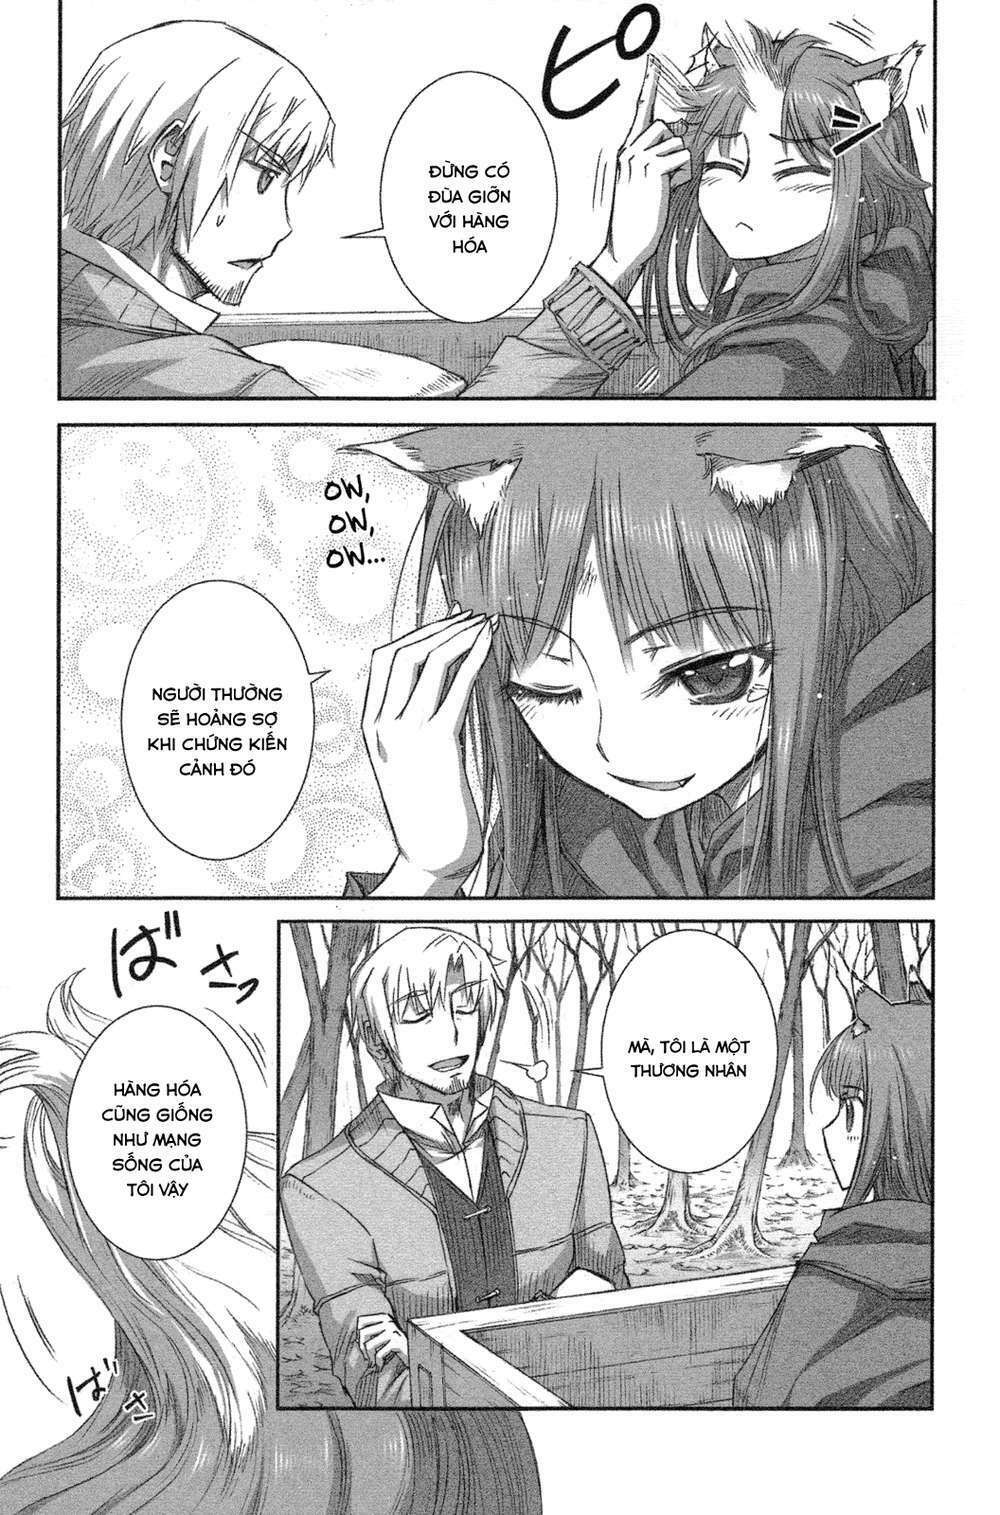 ピッ
ĐỪNG CÓ
ĐÙA GIỠN
VỚI HÀNG
HÓA
OW,
OW,
OW...
NGƯỜI THƯỜNG
SẼ HOẢNG SỢ
KHI CHỨNG KIẾN
CẢNH ĐÓ
MÀ, TÔI LÀ MỘT
THƯƠNG NHÂN
ばさっ
HÀNG HÓA
CŨNG GIỐNG
NHƯ MẠNG
SỐNG CỦA
TÔI VẬY
ばさ